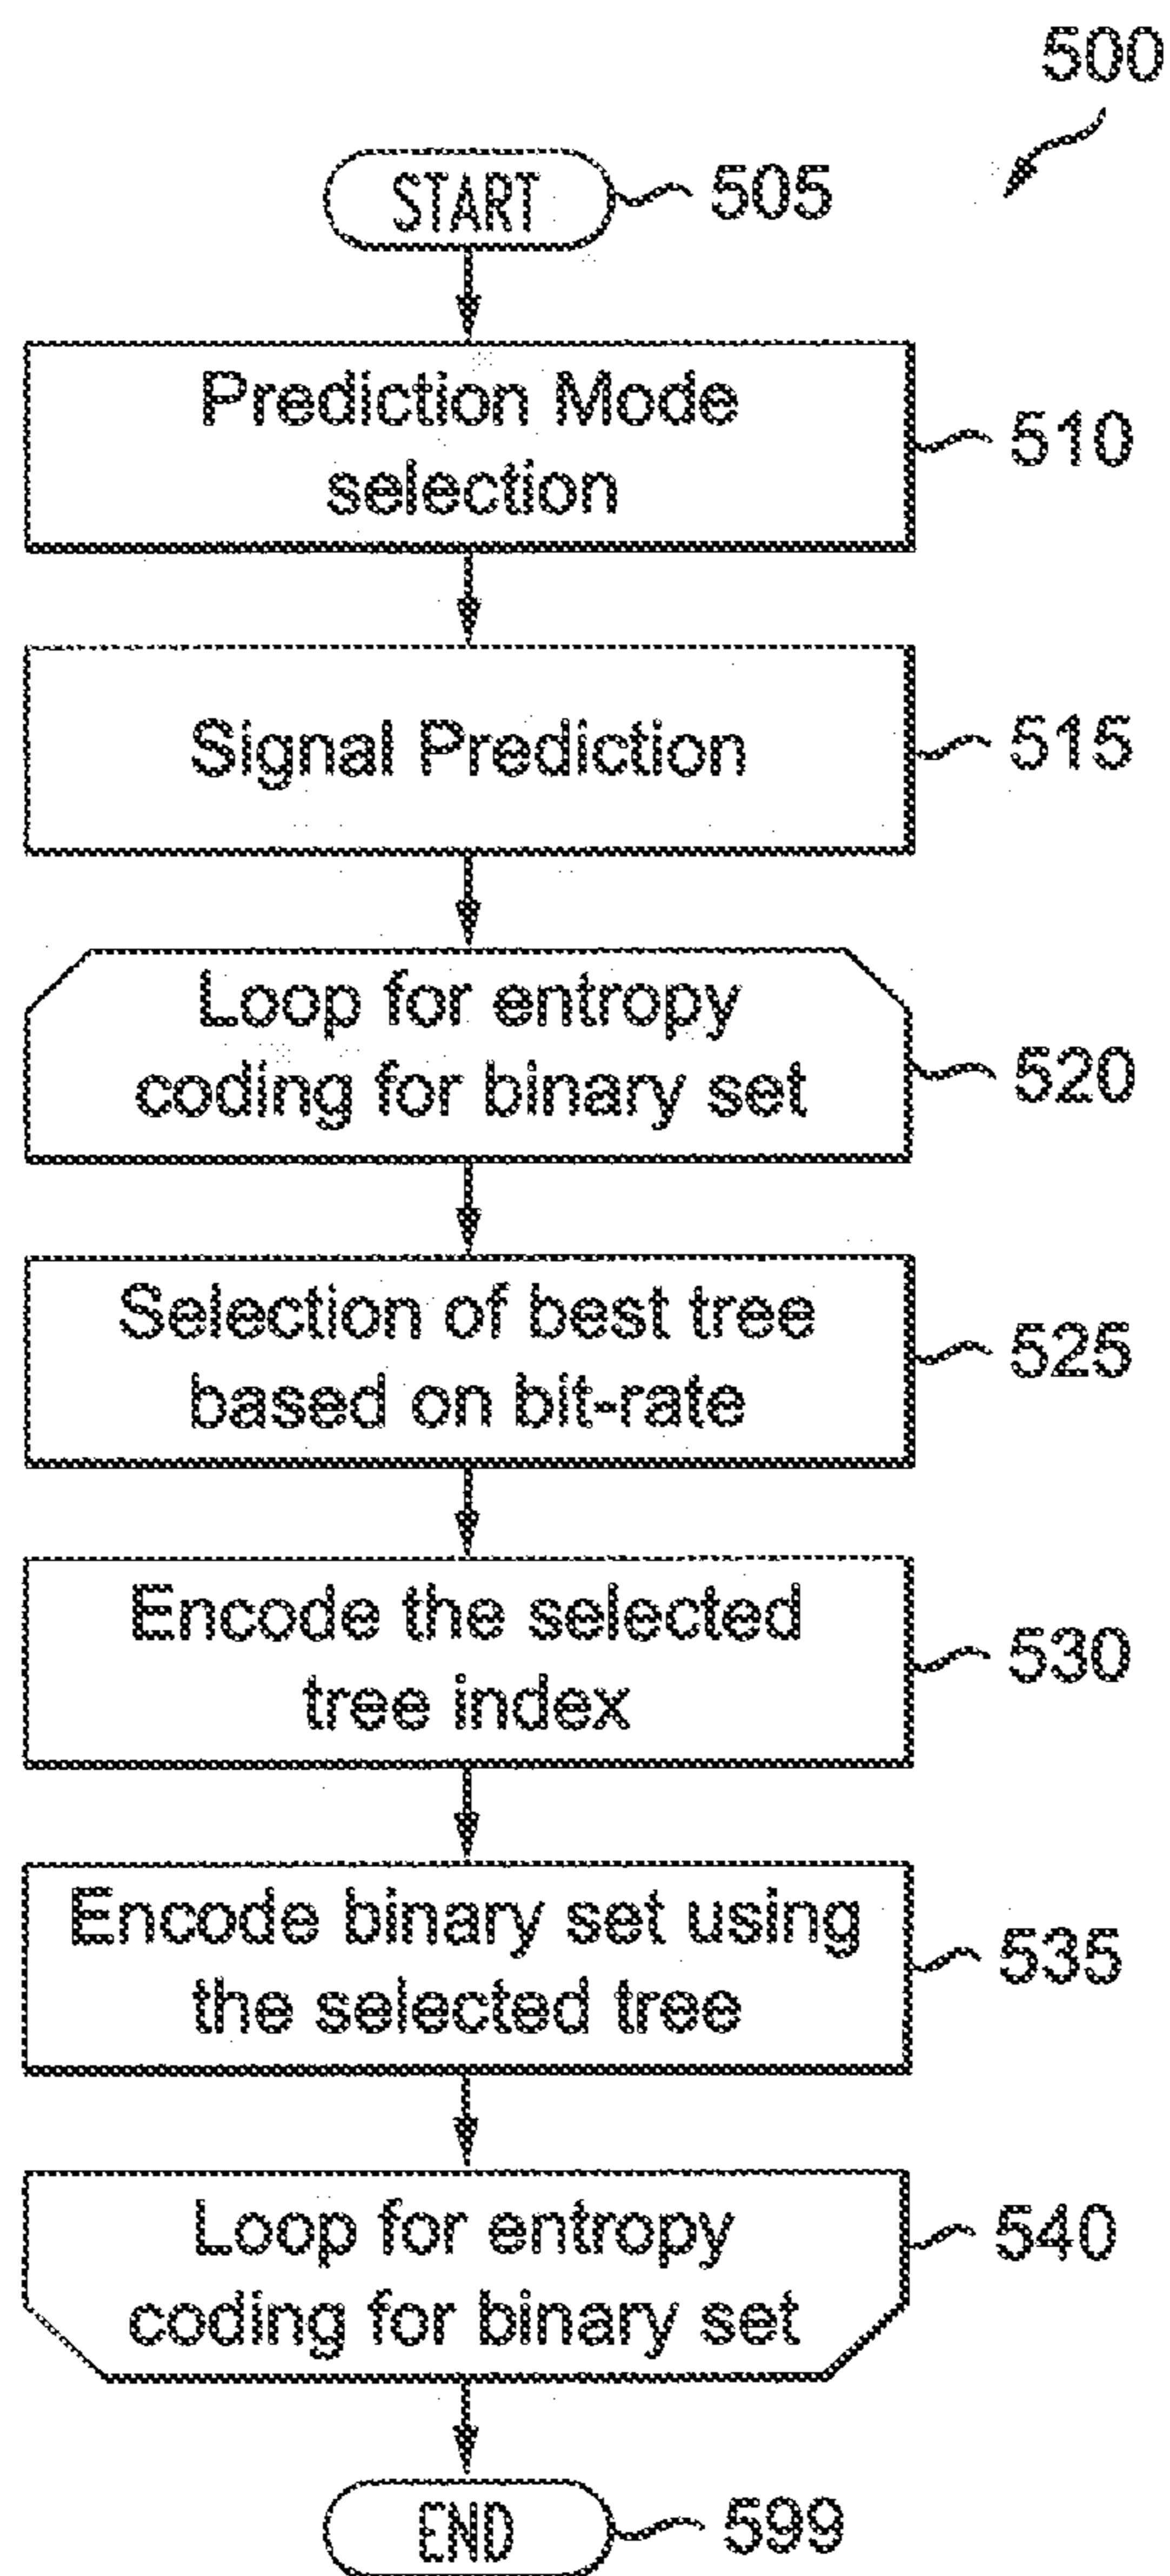 500
START
505
Prediction Mode
selection
510
Signal Prediction
515
Loop for entropy
coding for binary set
520
Selection of best tree
based on bit-rate
525
Encode the selected
tree index
530
Encode binary set using
the selected tree
535
Loop for entropy
coding for binary set
540
END
599